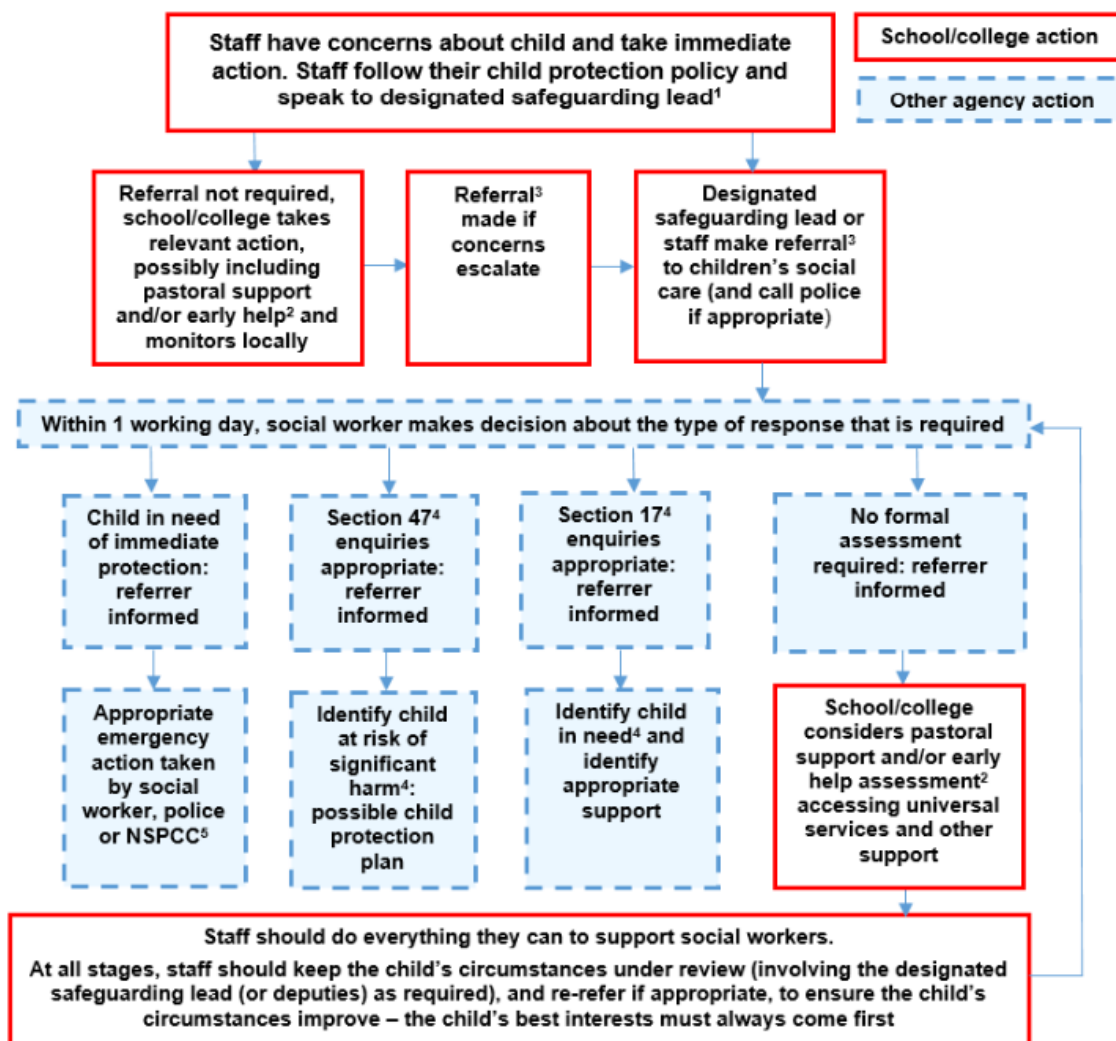 Staff have concerns about child and take immediate
action. Staff follow their child protection policy and
speak to designated safeguarding lead¹
School/college action
Other agency action
Referral not required,
school/college takes
relevant action,
possibly including
pastoral support
and/or early help² and
monitors locally
Referral³
made if
concerns
escalate
Designated
safeguarding lead or
staff make referral³
to children’s social
care (and call police
if appropriate)
Within 1 working day, social worker makes decision about the type of response that is required
Child in need
of immediate
protection:
referrer
informed
Section 47⁴
enquiries
appropriate:
referrer
informed
Section 17⁴
enquiries
appropriate:
referrer
informed
No formal
assessment
required: referrer
informed
Appropriate
emergency
action taken
by social
worker, police
or NSPCC⁵
Identify child
at risk of
significant
harm⁴:
possible child
protection
plan
Identify child
in need⁴ and
identify
appropriate
support
School/college
considers pastoral
support and/or early
help assessment²
accessing universal
services and other
support
Staff should do everything they can to support social workers.
At all stages, staff should keep the child’s circumstances under review (involving the designated
safeguarding lead (or deputies) as required), and re-refer if appropriate, to ensure the child’s
circumstances improve – the child’s best interests must always come first